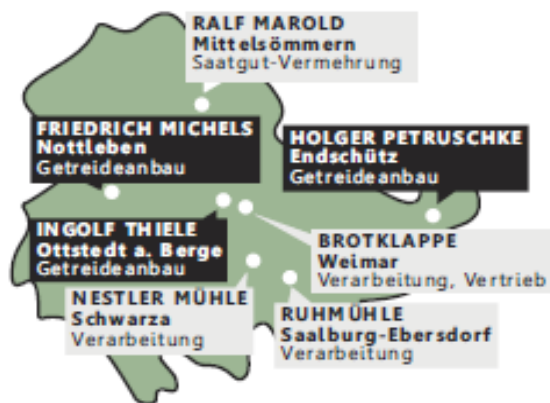 RALF MAROLD
Mittelsömmern
Saatgut-Vermehrung
FRIEDRICH MICHELS
Nottleben
Getreideanbau
HOLGER PETRUSCHKE
Endschütz
Getreideanbau
INGOLF THIELE
Ottstedt a. Berge
Getreideanbau
BROTKLAPPE
Weimar
Verarbeitung, Vertrieb
NESTLER MÜHLE
Schwarza
Verarbeitung
RUHMÜHLE
Saalburg-Ebersdorf
Verarbeitung